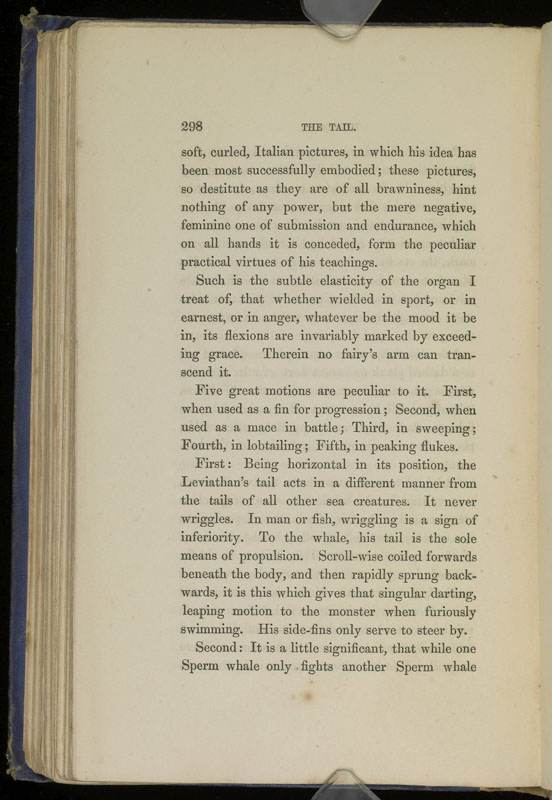 298 THE TAIL.
soft, curled, Italian pictures, in which his idea has
been most successfully embodied; these pictures,
so destitute as they are of all brawniness, hint
nothing of any power, but the mere negative,
feminine one of submission and endurance, which
on all hands it is conceded, form the peculiar
practical virtues of his teachings.
Such is the subtle elasticity of the organ I
treat of, that whether wielded in sport, or in
earnest, or in anger, whatever be the mood it be
in, its flexions are invariably marked by exceed-
ing grace. Therein no fairy's arm can tran-
scend it.
Five great motions are peculiar to it. First,
when used as a fin for progression; Second, when
used as a mace in battle; Third, in sweeping;
Fourth, in lobtailing; Fifth, in peaking flukes.
First: Being horizontal in its position, the
Leviathan's tail acts in a different manner from
the tails of all other sea creatures. It never
wriggles. In man or fish, wriggling is a sign of
inferiority. To the whale, his tail is the sole
means of propulsion. Scroll-wise coiled forwards
beneath the body, and then rapidly sprung back-
wards, it is this which gives that singular darting,
leaping motion to the monster when furiously
swimming. His side-fins only serve to steer by.
Second: It is a little significant, that while one
Sperm whale only fights another Sperm whale